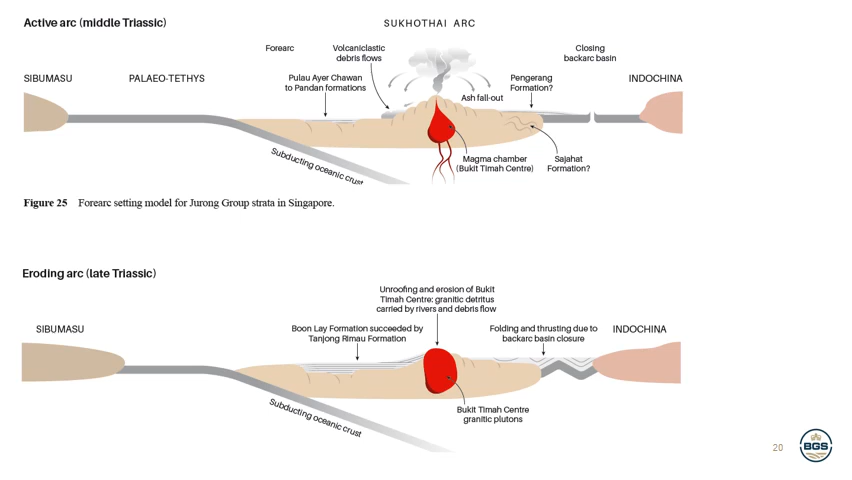 Active arc (middle Triassic)
SUKHOTHAI ARC
Forearc
Volcaniclastic
debris flows
Closing
backarc basin
SIBUMASU
PALAEO-TETHYS
Pulau Ayer Chawan
to Pandan formations
Pengerang
Formation?
INDOCHINA
Ash fall-out
Subducting oceanic crust
Magma chamber
(Bukit Timah Centre)
Sajahat
Formation?
Figure 25 Forearc setting model for Jurong Group strata in Singapore.
Eroding arc (late Triassic)
Unroofing and erosion of Bukit
Timah Centre: granitic detritus
carried by rivers and debris flow
SIBUMASU
Boon Lay Formation succeeded by
Tanjong Rimau Formation
Folding and thrusting due to
backarc basin closure
INDOCHINA
Subducting oceanic crust
Bukit Timah Centre
granitic plutons
20
BGS